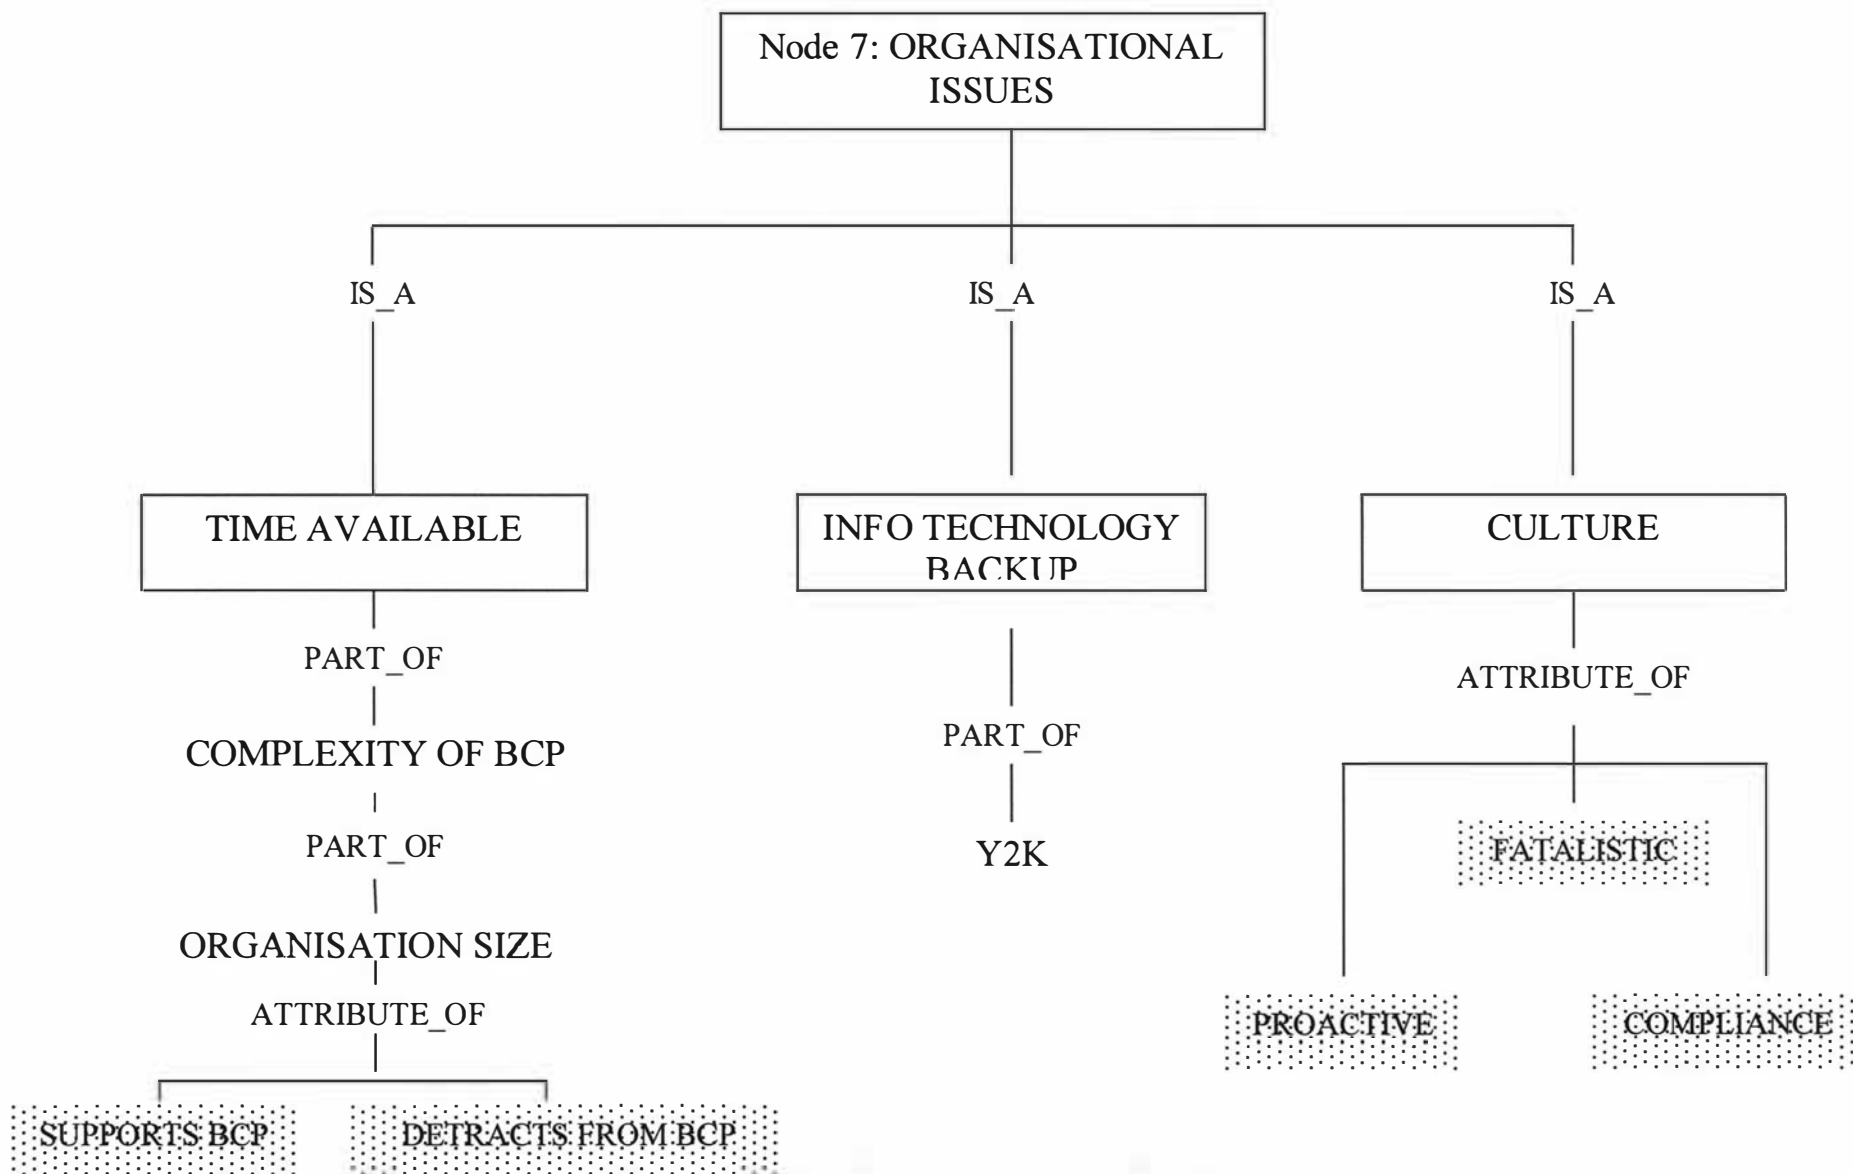 Node 7: ORGANISATIONAL
ISSUES
IS_A
IS_A
IS_A
TIME AVAILABLE
INFO TECHNOLOGY
BACKUP
CULTURE
PART_OF
ATTRIBUTE_OF
PART_OF
COMPLEXITY OF BCP
PART_OF
Y2K
FATALISTIC
ORGANISATION SIZE
ATTRIBUTE_OF
PROACTIVE
COMPLIANCE
SUPPORTS BCP
DETRACTS FROM BCP